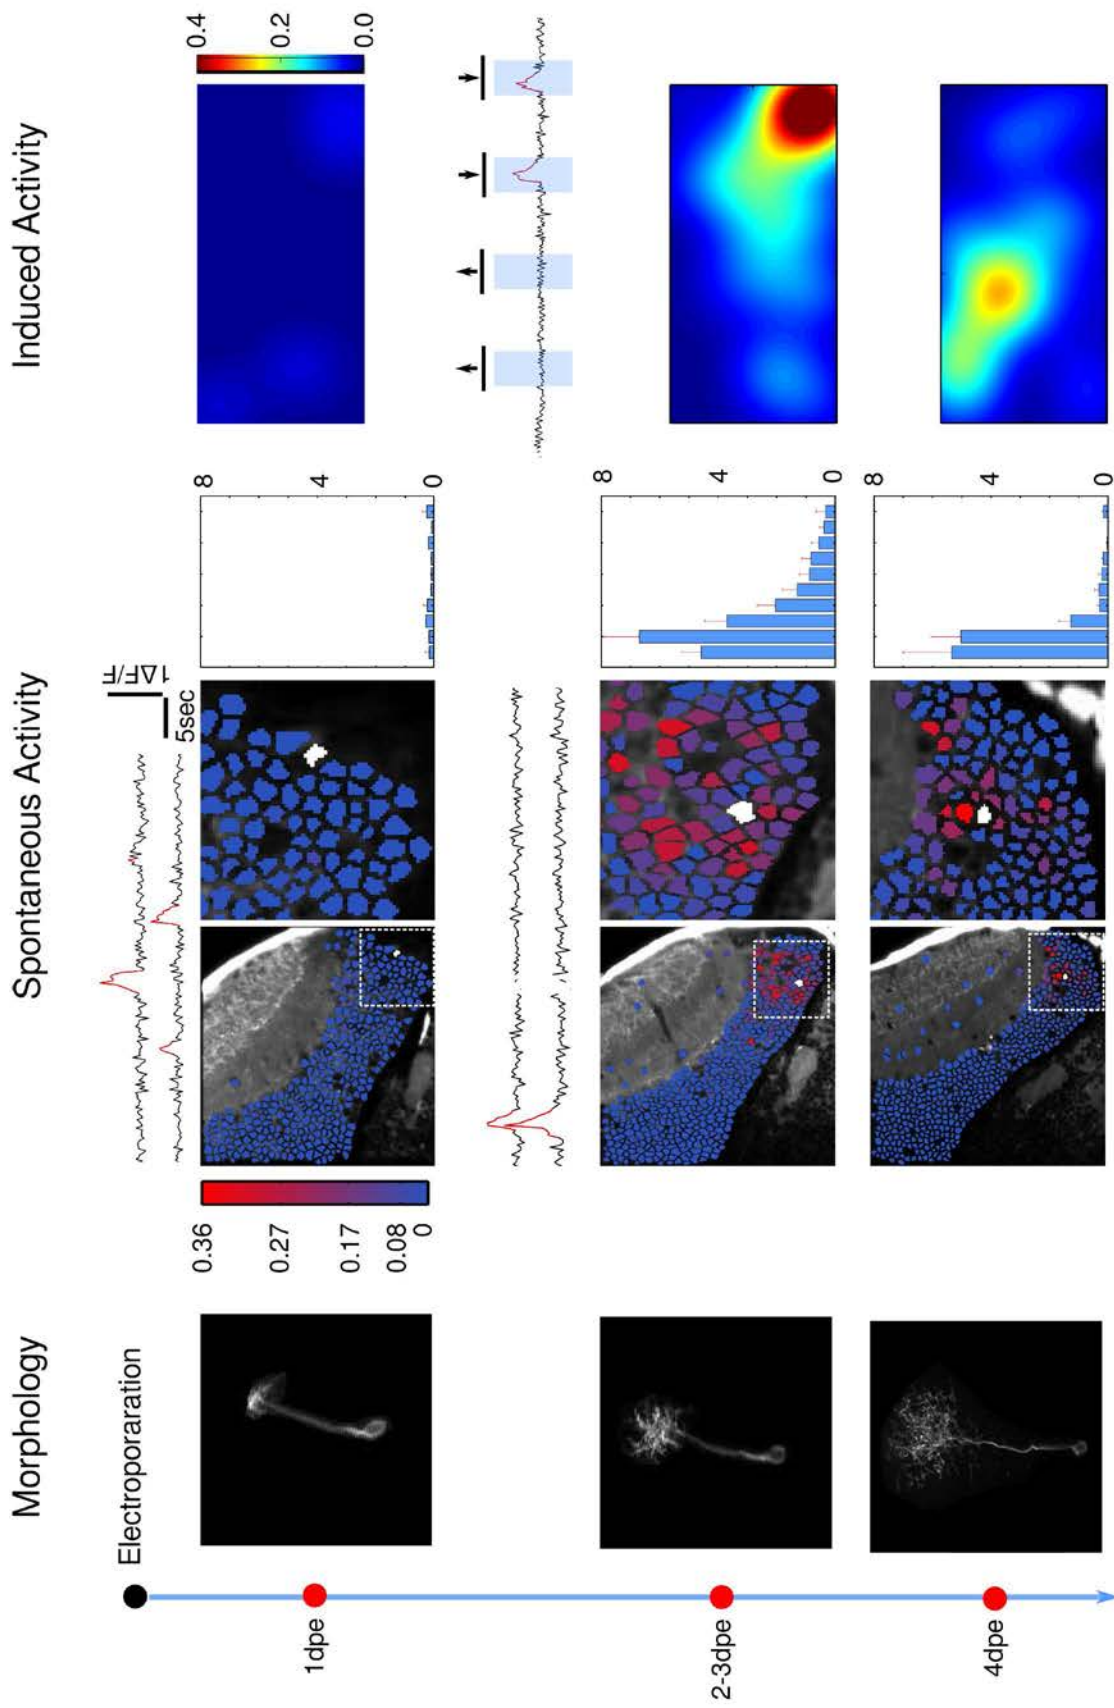 Morphology
Spontaneous Activity
Induced Activity
Electroporaration
1ΔF/F
5sec
0.36
0.27
0.17
0.08
0
8
4
0
0.4
0.2
0.0
1dpe
2-3dpe
8
4
0
4dpe
8
4
0